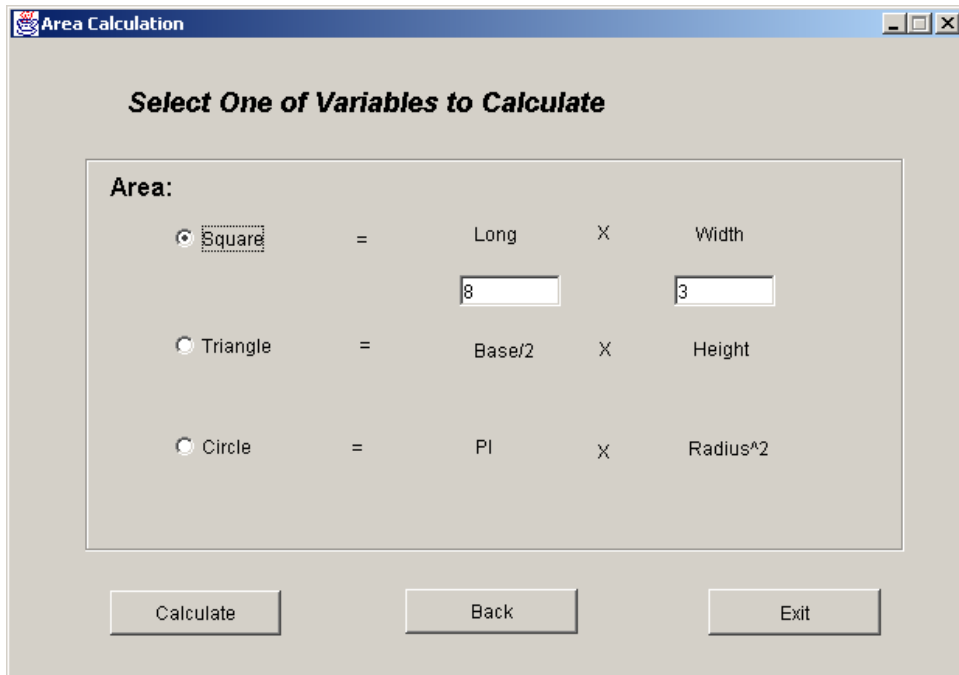 Area Calculation
Select One of Variables to Calculate
Area:
Square = Long X Width
8 3
Triangle = Base/2 X Height
Circle = PI X Radius^2
Calculate Back Exit